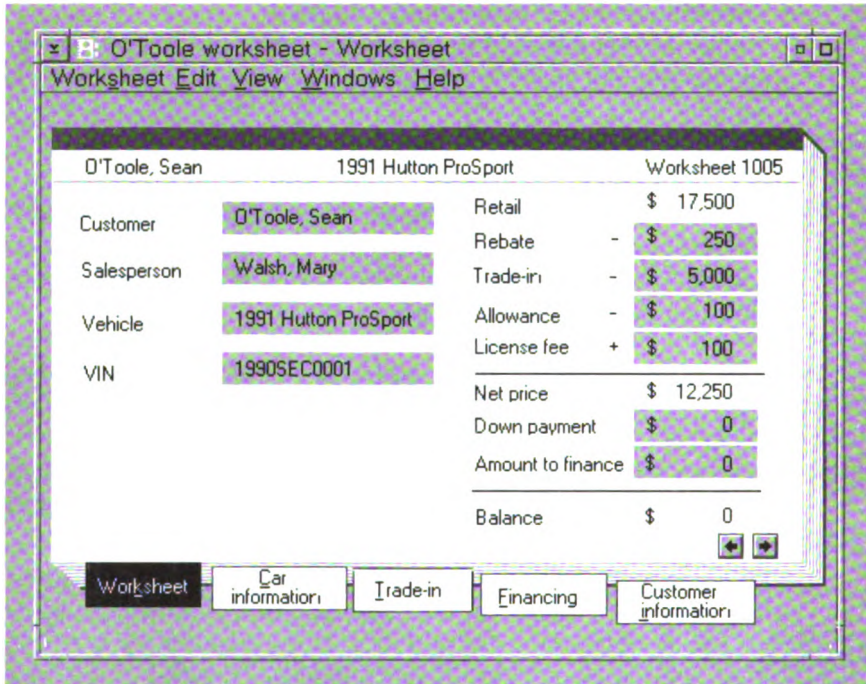 O'Toole worksheet - Worksheet
Worksheet Edit View Windows Help
O'Toole, Sean 1991 Hutton ProSport Worksheet 1005
Customer O'Toole, Sean
Salesperson Walsh, Mary
Vehicle 1991 Hutton ProSport
VIN 1990SEC0001
Retail $ 17,500
Rebate - $ 250
Trade-in - $ 5,000
Allowance - $ 100
License fee + $ 100
Net price $ 12,250
Down payment $ 0
Amount to finance $ 0
Balance $ 0
Worksheet
Car
information
Trade-in
Financing
Customer
information